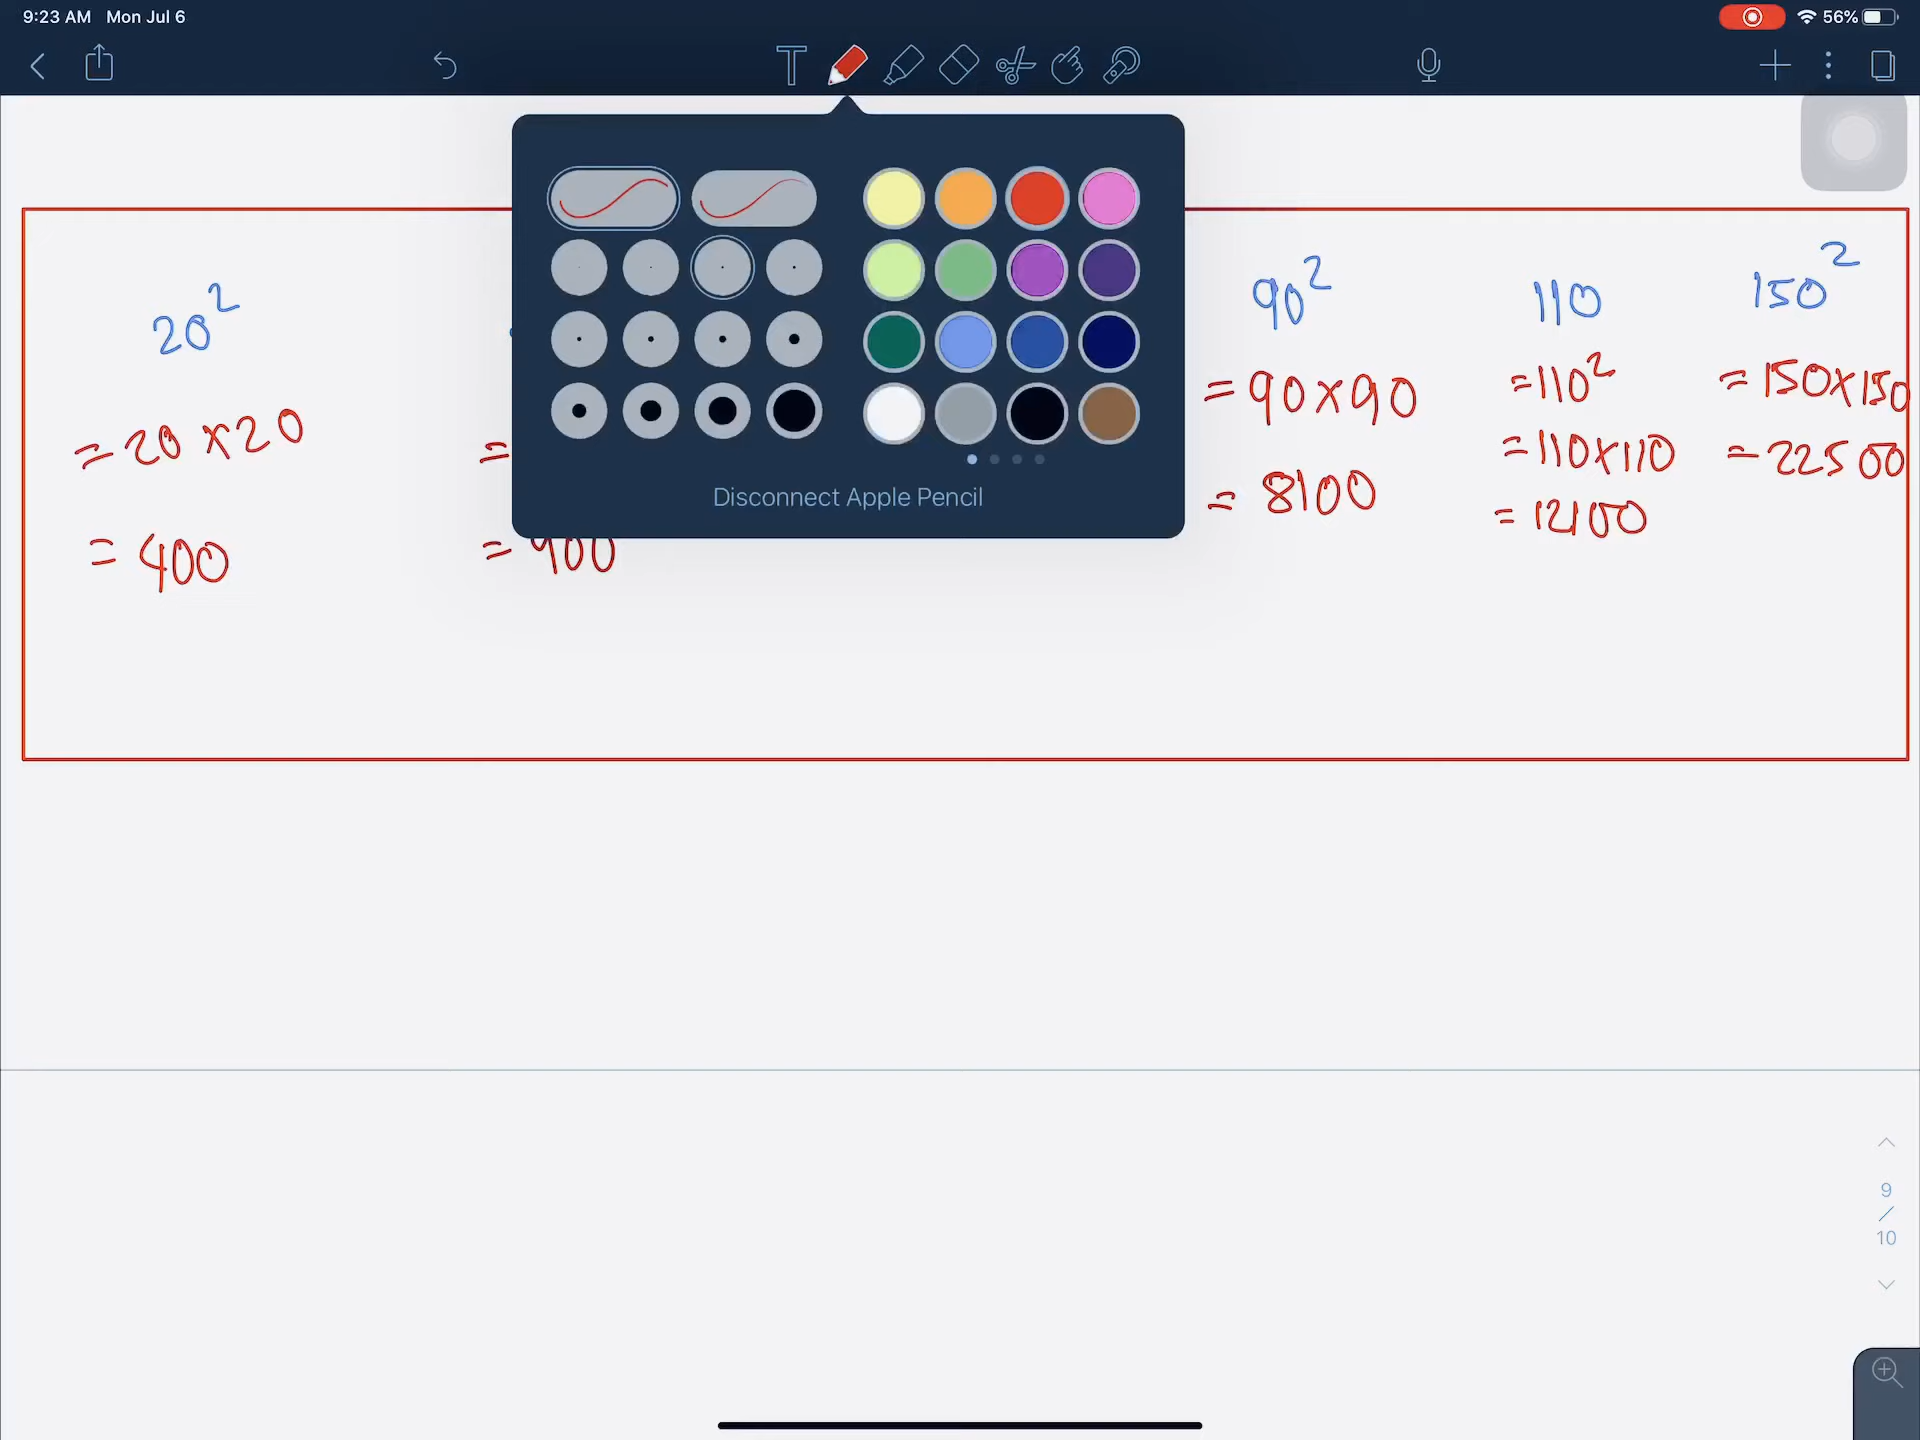 9:23 AM Mon Jul 6
56%
T
Disconnect Apple Pencil
20²
= 20 x 20
= 400
=
= 900
90²
= 90 x 90
= 8100
110
= 110²
= 110 x 110
= 12100
150²
= 150 x 150
= 22500
9
/
10